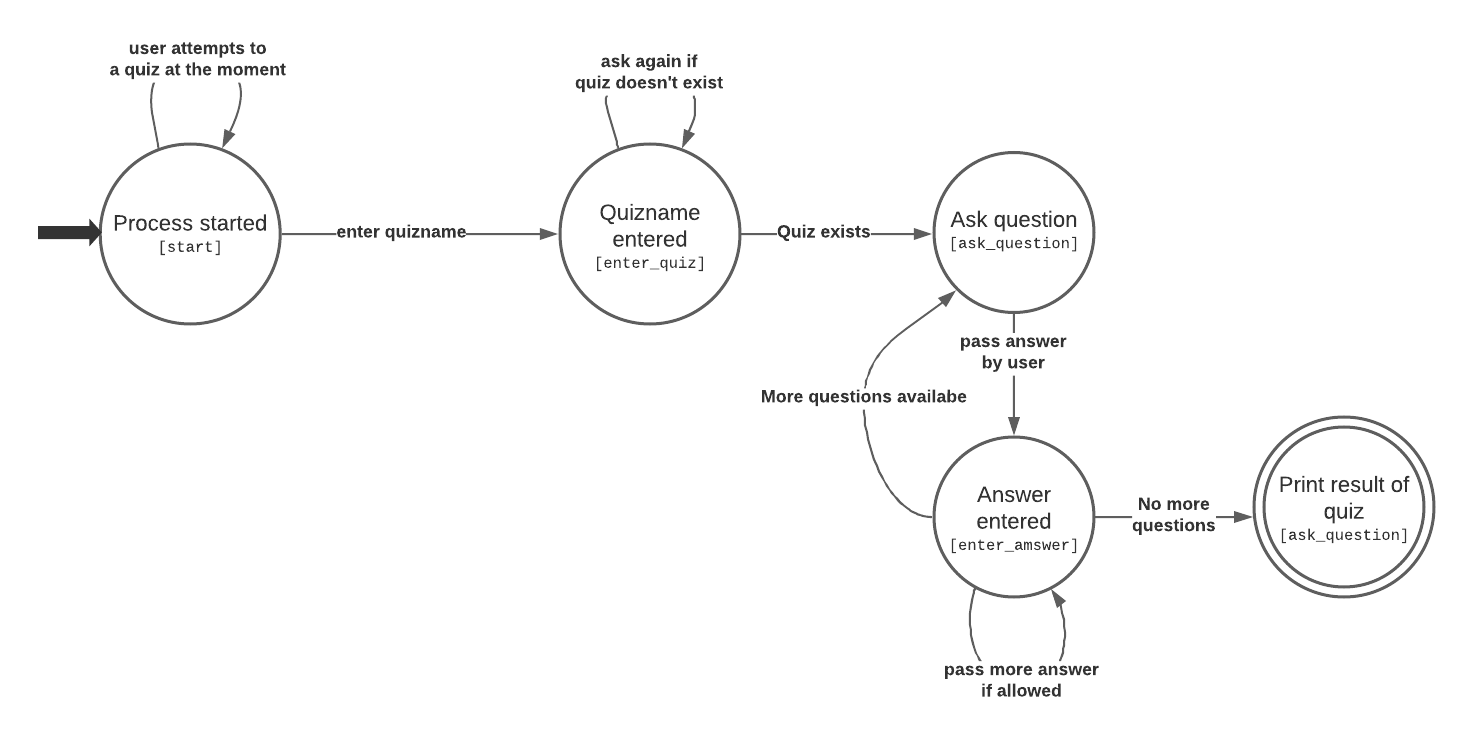 user attempts to
a quiz at the moment
ask again if
quiz doesn't exist
Process started
[start]
enter quizname
Quizname
entered
[enter_quiz]
Quiz exists
Ask question
[ask_question]
pass answer
by user
More questions availabe
Answer
entered
[enter_amswer]
No more
questions
Print result of
quiz
[ask_question]
pass more answer
if allowed